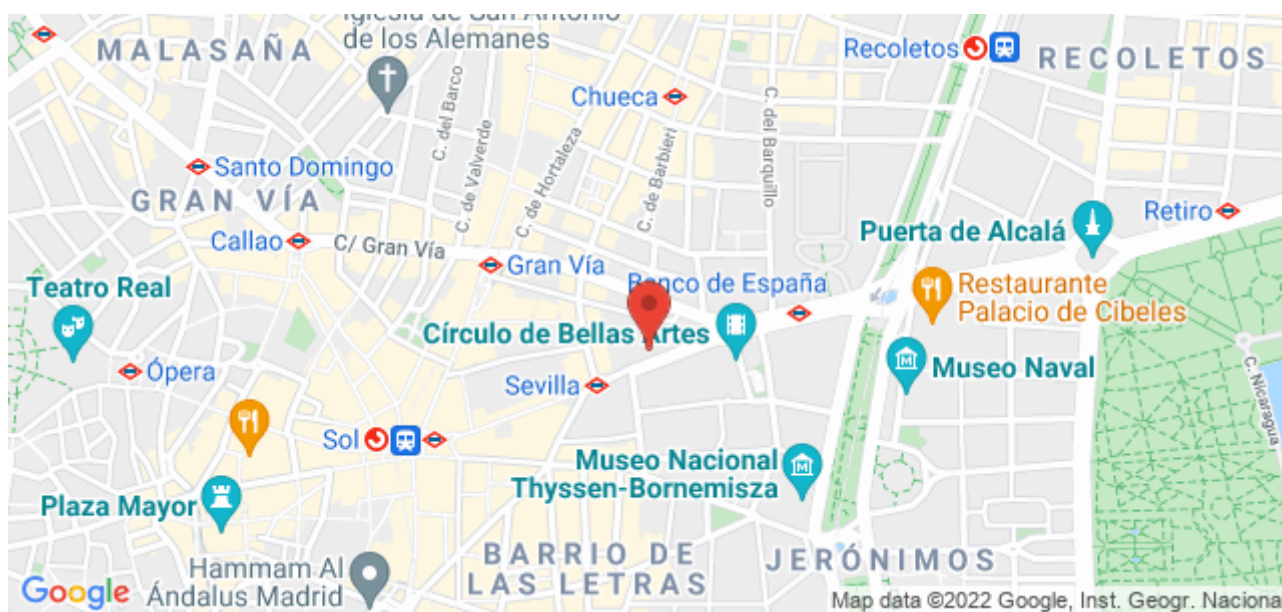 Iglesia de San Antonio
de los Alemanes
MALASAÑA
Recoletos
RECOLETOS
Chueca
C. del Barco
C. de Valverde
C. de Hortaleza
C. de Barbieri
C. del Barquillo
Santo Domingo
GRAN VÍA
Callao
C/ Gran Vía
Gran Vía
Retiro
Puerta de Alcalá
Teatro Real
Banco de España
Restaurante
Palacio de Cibeles
Círculo de Bellas Artes
Museo Naval
Ópera
Sevilla
C. Nicaragua
Sol
Museo Nacional
Thyssen-Bornemisza
Plaza Mayor
BARRIO DE
LAS LETRAS
JERÓNIMOS
Hammam Al
Ándalus Madrid
Google
Map data ©2022 Google, Inst. Geogr. Naciona